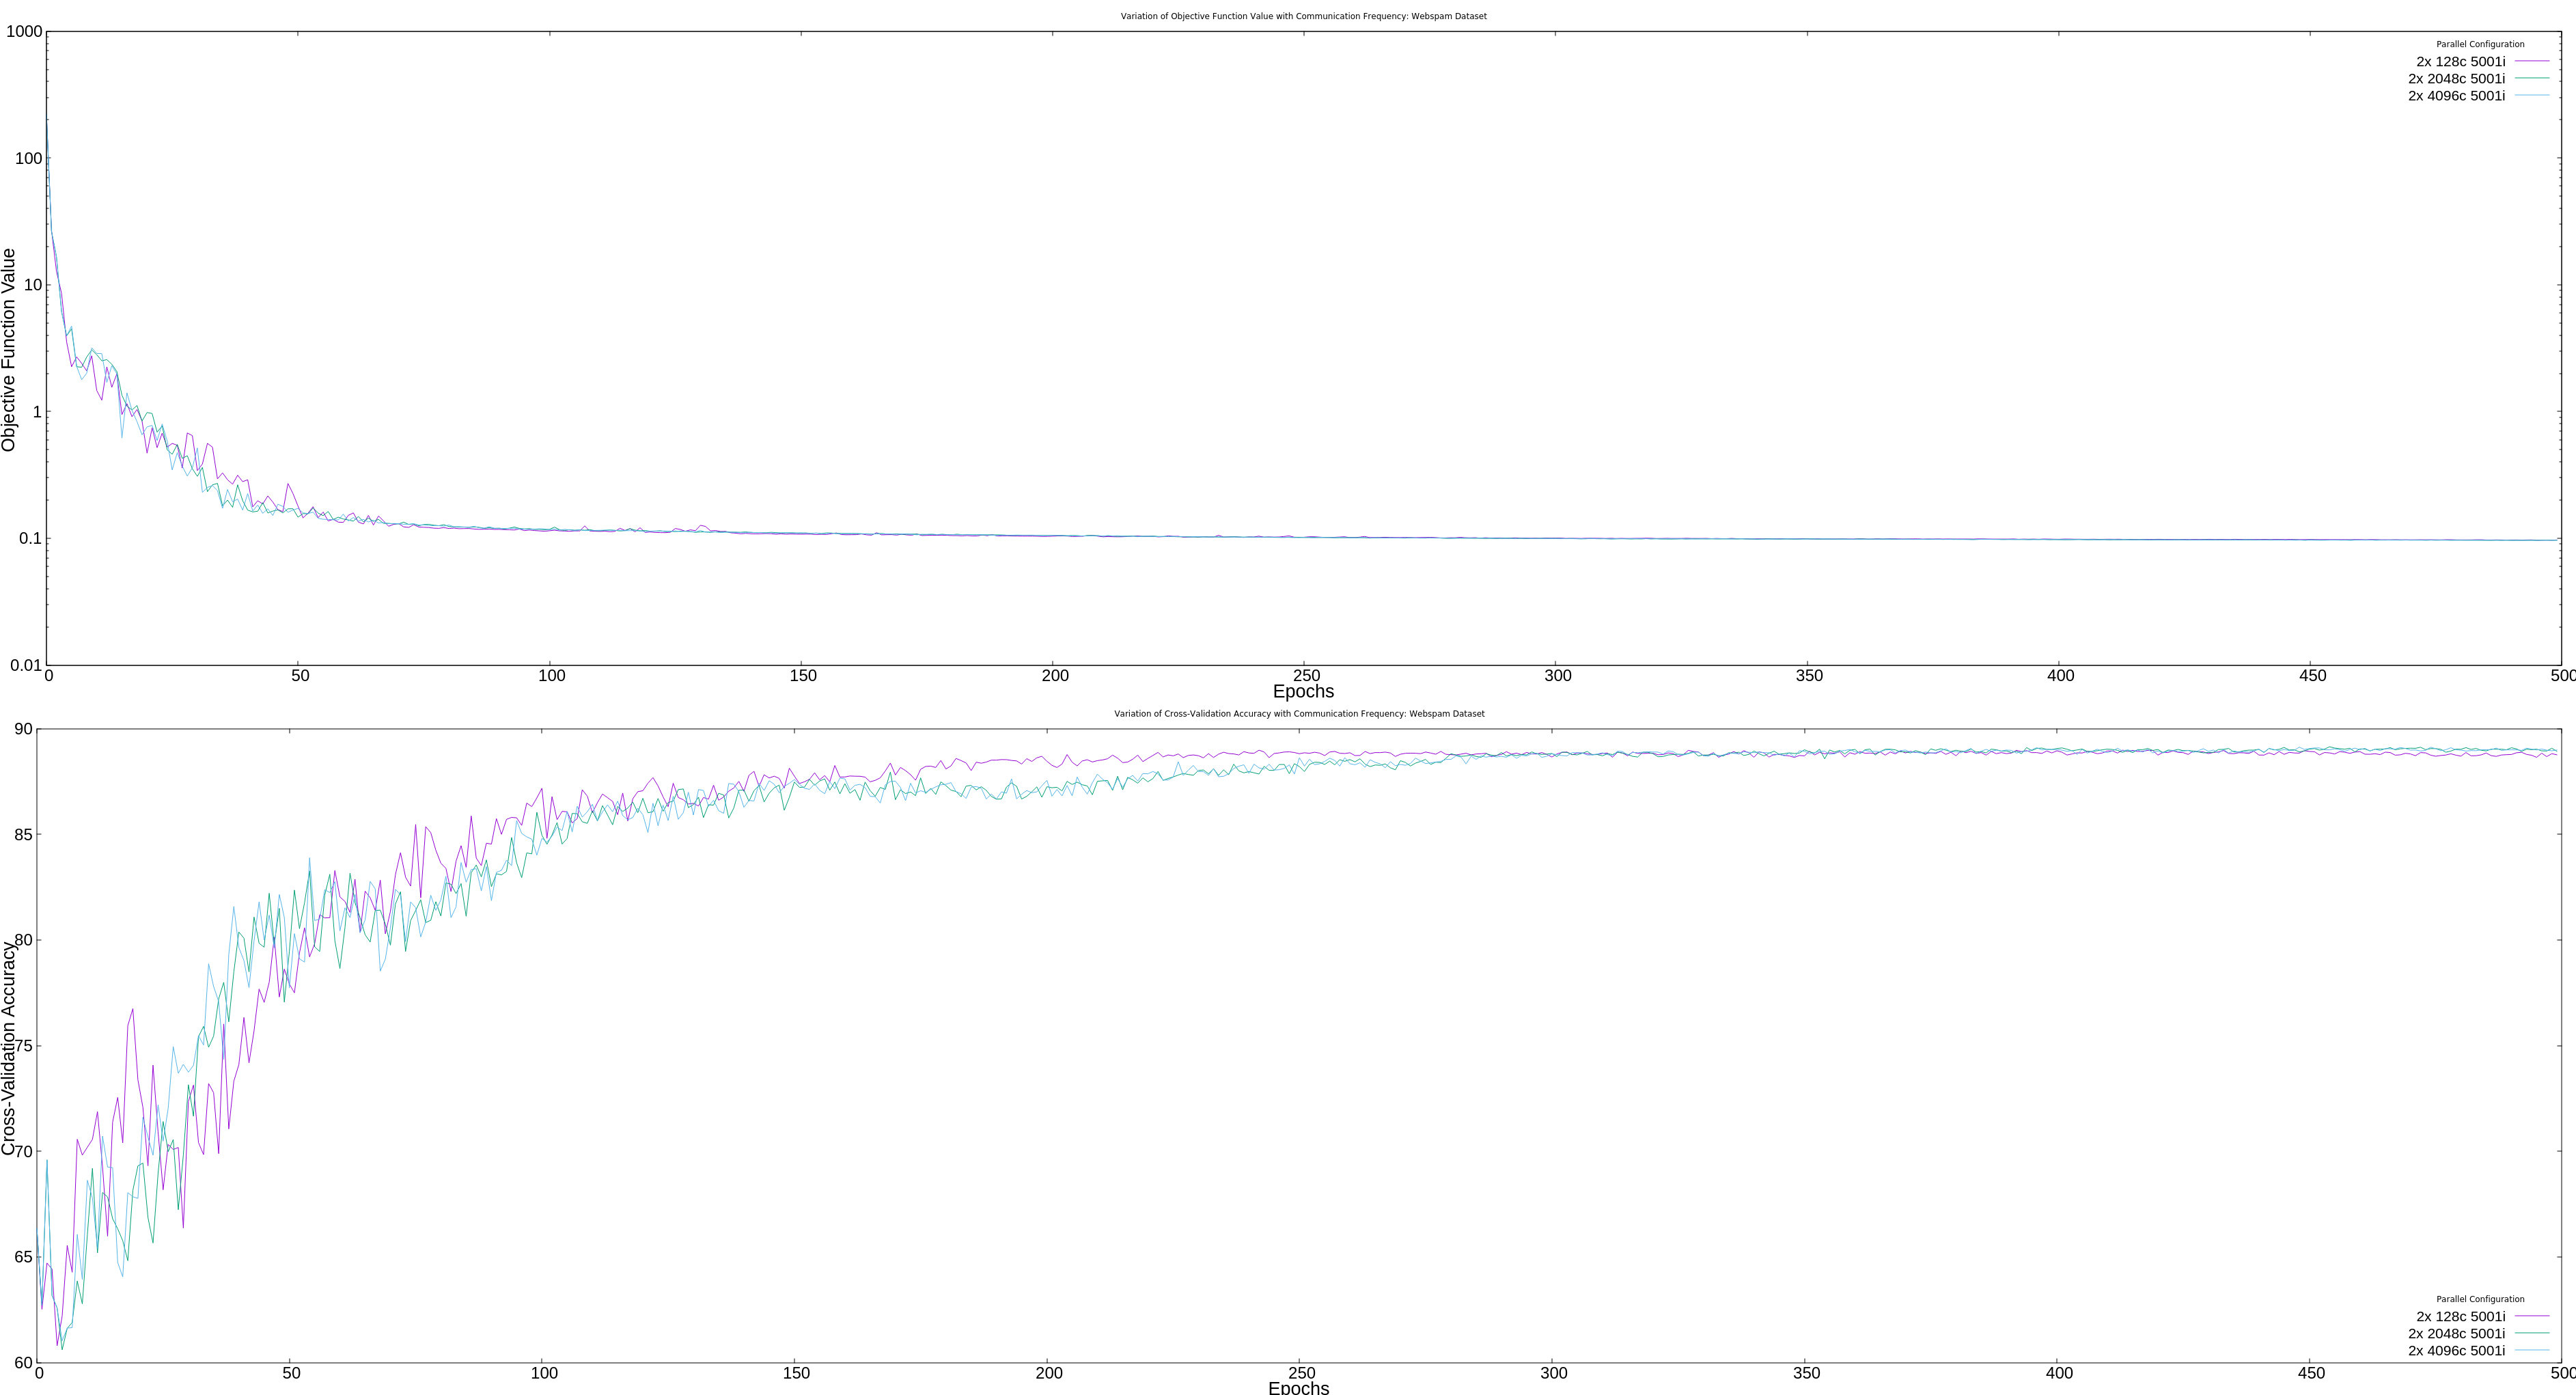 Variation of Objective Function Value with Communication Frequency: Webspam Dataset
1000
100
10
1
0.1
0.01
Objective Function Value
Parallel Configuration
2x 128c 5001i
2x 2048c 5001i
2x 4096c 5001i
0 50 100 150 200 250 300 350 400 450 500
Epochs
Variation of Cross-Validation Accuracy with Communication Frequency: Webspam Dataset
90
85
80
75
70
65
60
Cross-Validation Accuracy
Parallel Configuration
2x 128c 5001i
2x 2048c 5001i
2x 4096c 5001i
0 50 100 150 200 250 300 350 400 450 500
Epochs